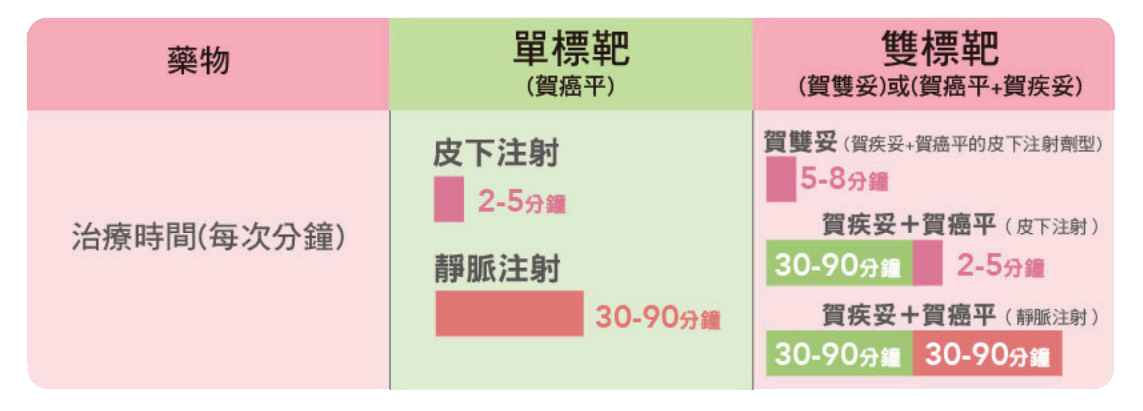 藥物
單標靶
(賀癌平)
雙標靶
(賀雙妥)或(賀癌平+賀疾妥)
治療時間(每次分鐘)
皮下注射
2-5分鐘
靜脈注射
30-90分鐘
賀雙妥(賀疾妥+賀癌平的皮下注射劑型)
5-8分鐘
賀疾妥+賀癌平(皮下注射)
30-90分鐘 2-5分鐘
賀疾妥+賀癌平(靜脈注射)
30-90分鐘 30-90分鐘